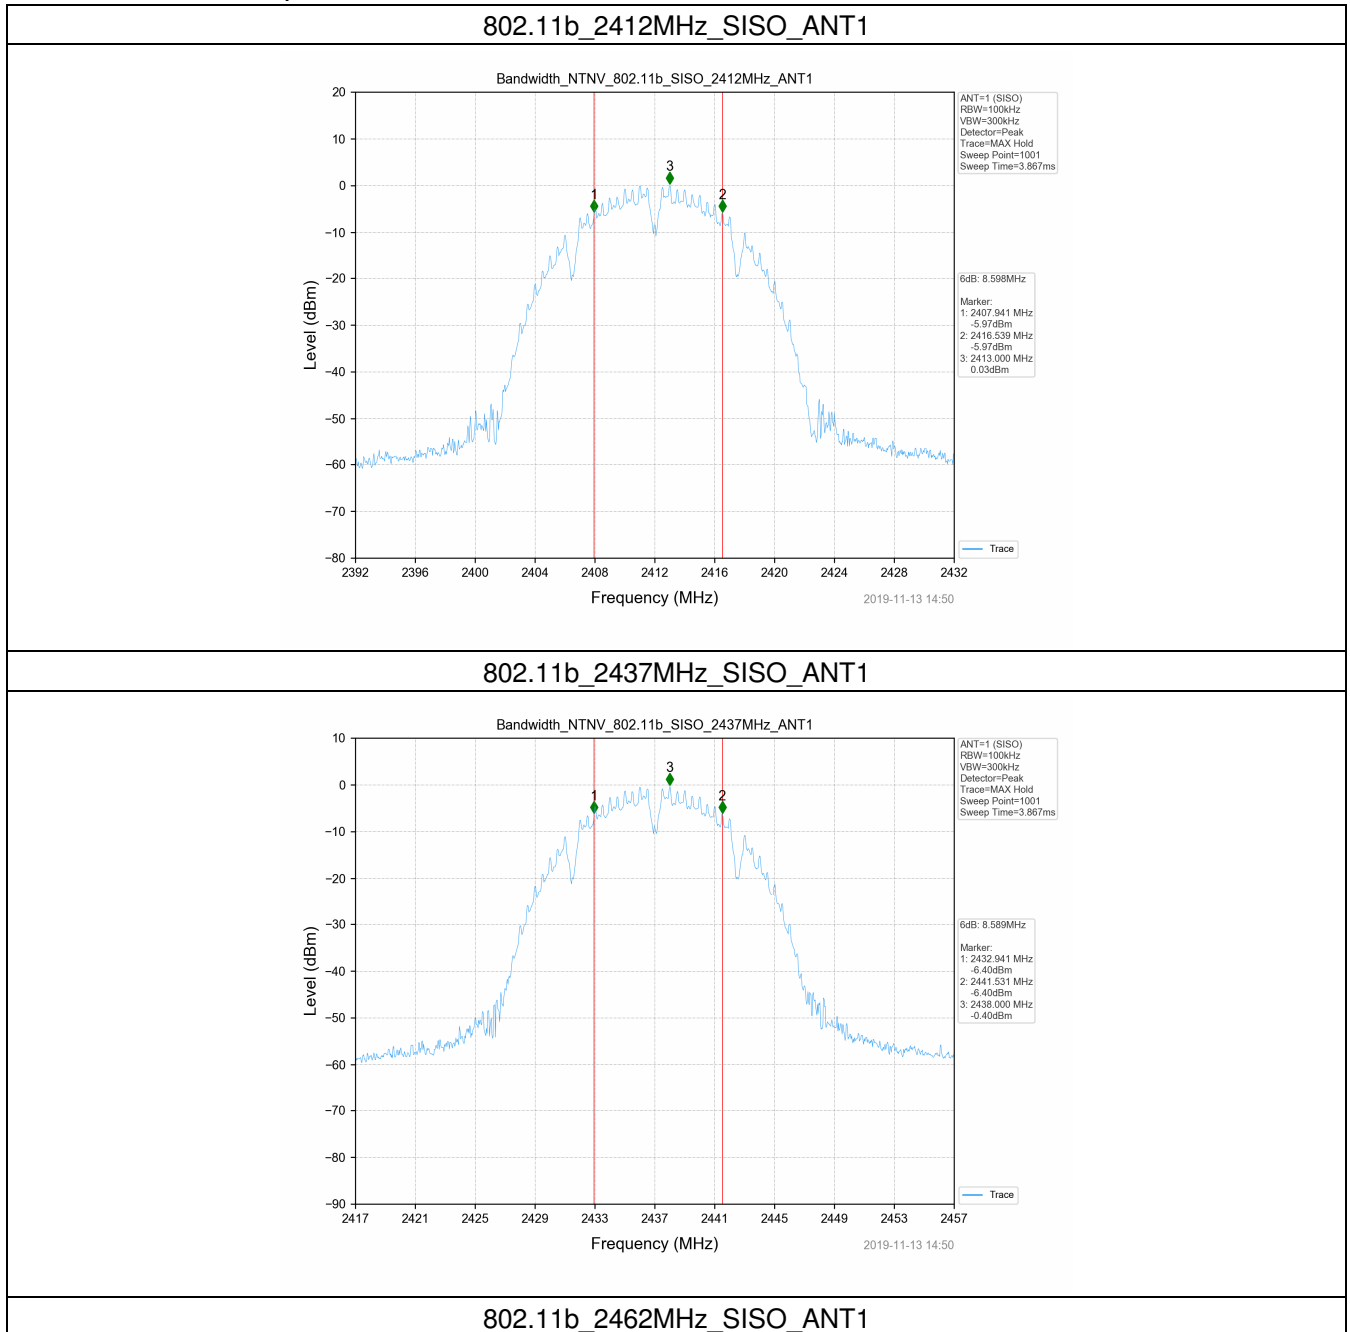 802.11b_2412MHz_SISO_ANT1
Bandwidth_NTNV_802.11b_SISO_2412MHz_ANT1
20
10
0
−10
−20
−30
−40
−50
−60
−70
−80
Level (dBm)
1
3
2
2392 2396 2400 2404 2408 2412 2416 2420 2424 2428 2432
Frequency (MHz)
2019-11-13 14:50
ANT=1 (SISO)
RBW=100kHz
VBW=300kHz
Detector=Peak
Trace=MAX Hold
Sweep Point=1001
Sweep Time=3.867ms
6dB: 8.598MHz
Marker:
1: 2407.941 MHz
-5.97dBm
2: 2416.539 MHz
-5.97dBm
3: 2413.000 MHz
0.03dBm
Trace
802.11b_2437MHz_SISO_ANT1
Bandwidth_NTNV_802.11b_SISO_2437MHz_ANT1
10
0
−10
−20
−30
−40
−50
−60
−70
−80
−90
Level (dBm)
1
3
2
2417 2421 2425 2429 2433 2437 2441 2445 2449 2453 2457
Frequency (MHz)
2019-11-13 14:50
ANT=1 (SISO)
RBW=100kHz
VBW=300kHz
Detector=Peak
Trace=MAX Hold
Sweep Point=1001
Sweep Time=3.867ms
6dB: 8.589MHz
Marker:
1: 2432.941 MHz
-6.40dBm
2: 2441.531 MHz
-6.40dBm
3: 2438.000 MHz
-0.40dBm
Trace
802.11b_2462MHz_SISO_ANT1